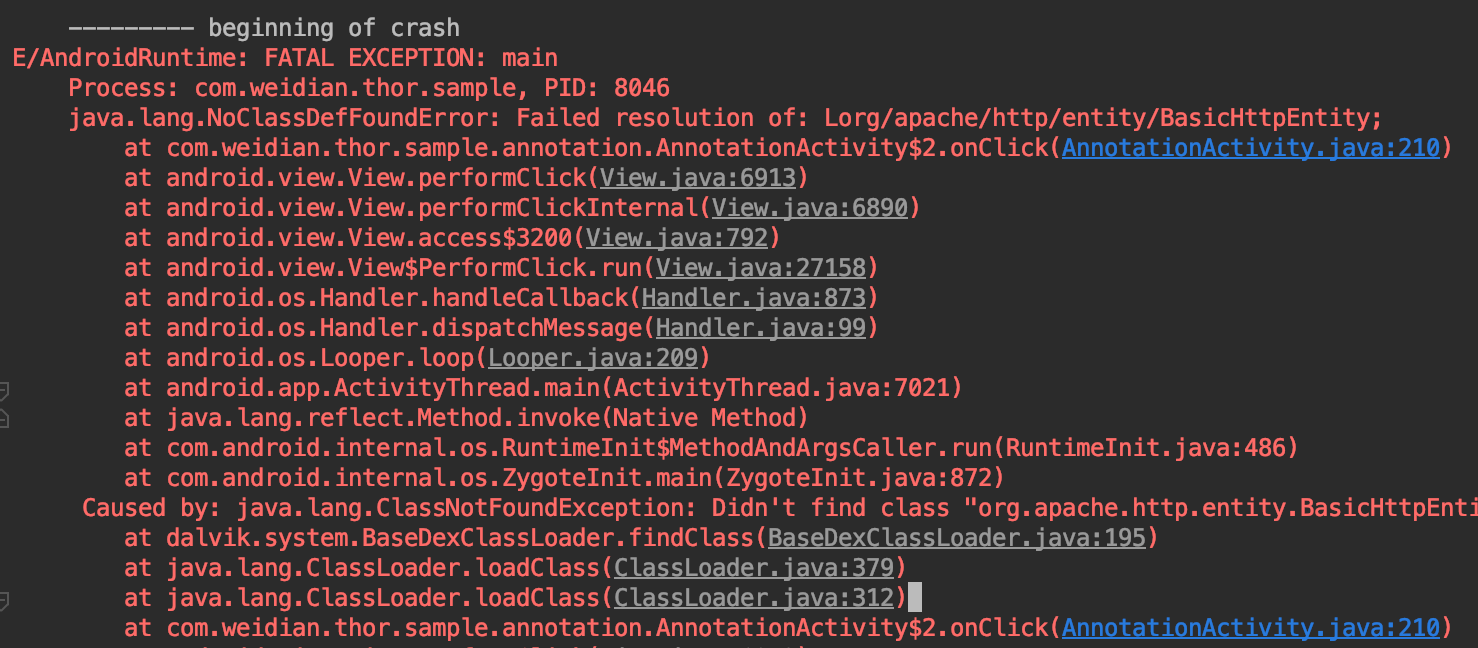 --------- beginning of crash
E/AndroidRuntime: FATAL EXCEPTION: main
Process: com.weidian.thor.sample, PID: 8046
java.lang.NoClassDefFoundError: Failed resolution of: Lorg/apache/http/entity/BasicHttpEntity;
at com.weidian.thor.sample.annotation.AnnotationActivity$2.onClick(AnnotationActivity.java:210)
at android.view.View.performClick(View.java:6913)
at android.view.View.performClickInternal(View.java:6890)
at android.view.View.access$3200(View.java:792)
at android.view.View$PerformClick.run(View.java:27158)
at android.os.Handler.handleCallback(Handler.java:873)
at android.os.Handler.dispatchMessage(Handler.java:99)
at android.os.Looper.loop(Looper.java:209)
at android.app.ActivityThread.main(ActivityThread.java:7021)
at java.lang.reflect.Method.invoke(Native Method)
at com.android.internal.os.RuntimeInit$MethodAndArgsCaller.run(RuntimeInit.java:486)
at com.android.internal.os.ZygoteInit.main(ZygoteInit.java:872)
Caused by: java.lang.ClassNotFoundException: Didn't find class "org.apache.http.entity.BasicHttpEnti
at dalvik.system.BaseDexClassLoader.findClass(BaseDexClassLoader.java:195)
at java.lang.ClassLoader.loadClass(ClassLoader.java:379)
at java.lang.ClassLoader.loadClass(ClassLoader.java:312)
at com.weidian.thor.sample.annotation.AnnotationActivity$2.onClick(AnnotationActivity.java:210)